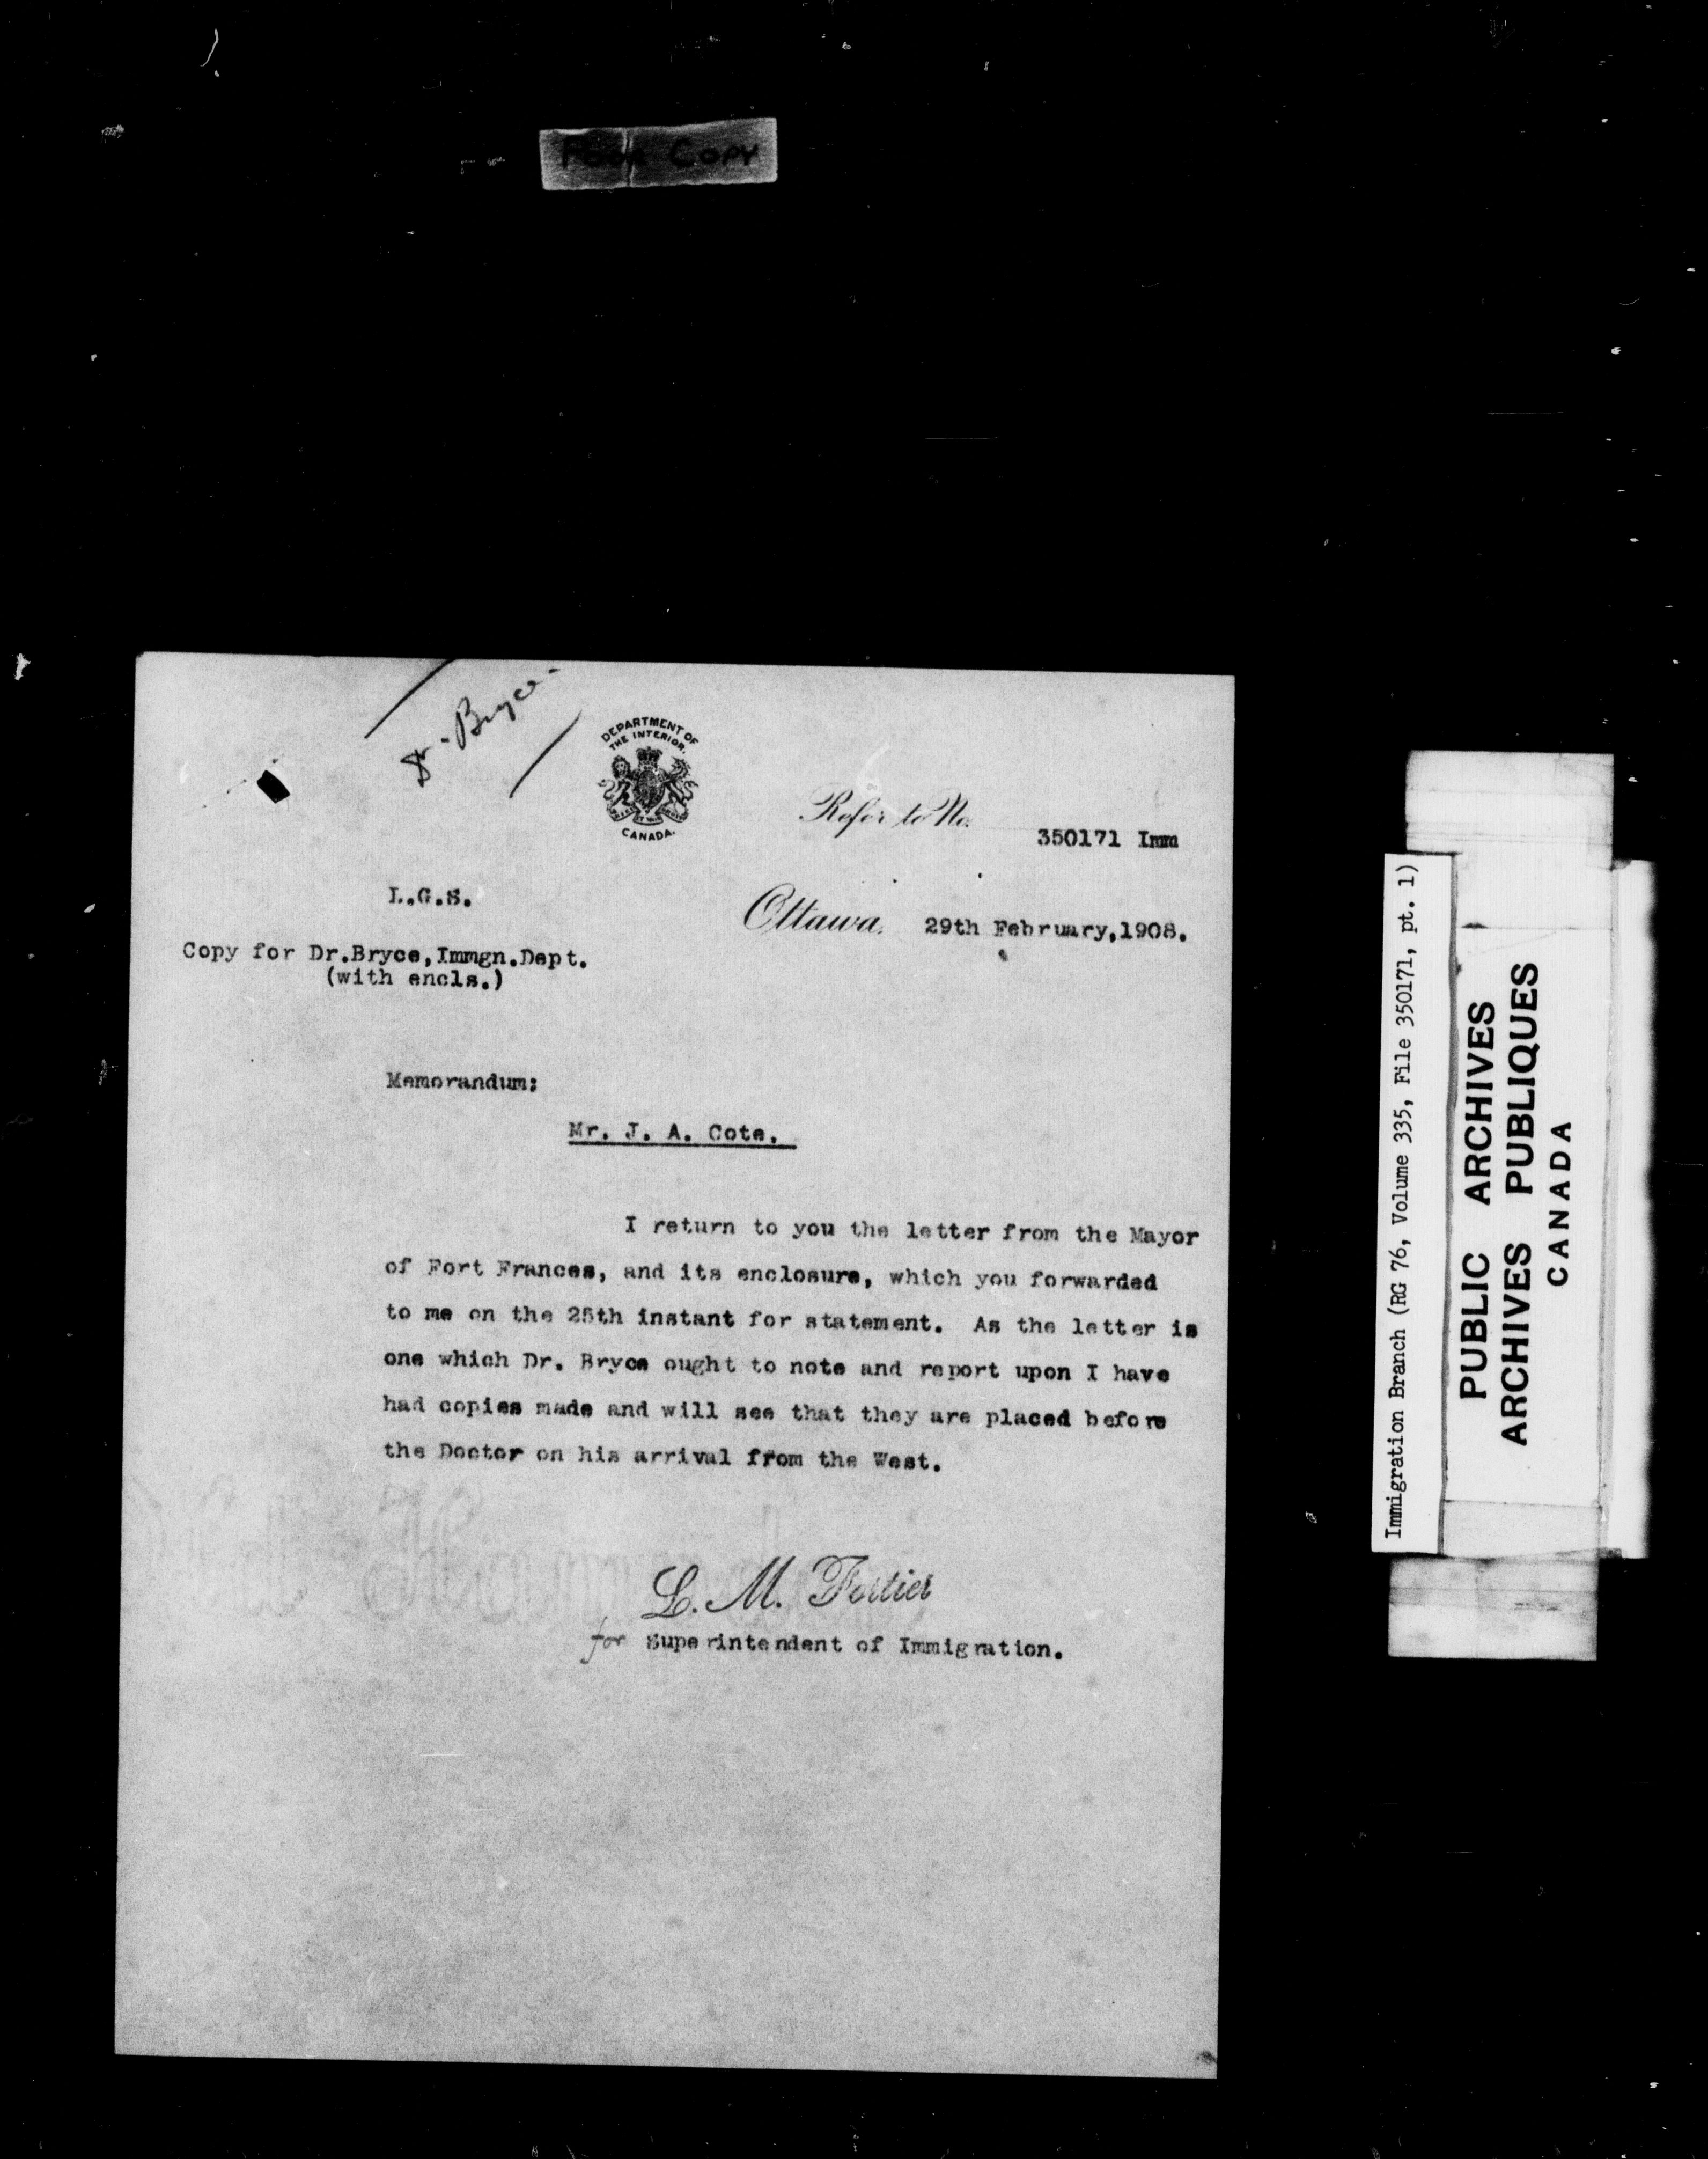 Poor Copy
Dr. Bryce.
DEPARTMENT OF
THE INTERIOR.
CANADA.
Refer to No.
350171 Imm
L.G.S.
Ottawa, 29th February,1908.
Copy for Dr.Bryce,Immgn.Dept.
(with encls.)
Memorandum:
Mr. J. A. Cote.
I return to you the letter from the Mayor
of Fort Frances, and its enclosure, which you forwarded
to me on the 25th instant for statement. As the letter is
one which Dr. Bryce ought to note and report upon I have
had copies made and will see that they are placed before
the Doctor on his arrival from the West.
L. M. Fortier
for Superintendent of Immigration.
Immigration Branch (RG 76, Volume 335, File 350171, pt. 1)
PUBLIC ARCHIVES
ARCHIVES PUBLIQUES
CANADA